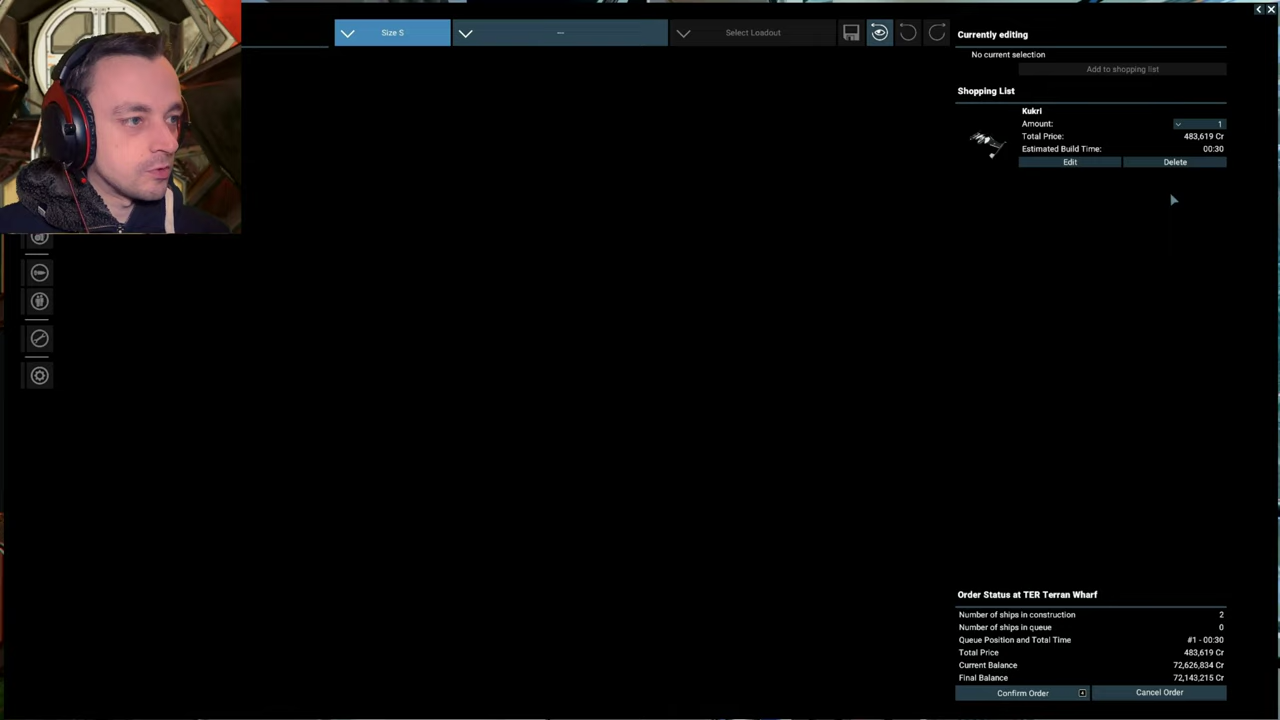 Size S
--
Select Loadout
Currently editing
No current selection
Add to shopping list
Shopping List
Kukri
Amount: 1
Total Price: 483,619 Cr
Estimated Build Time: 00:30
Edit Delete
Order Status at TER Terran Wharf
Number of ships in construction 2
Number of ships in queue 0
Queue Position and Total Time #1 - 00:30
Total Price 483,619 Cr
Current Balance 72,626,834 Cr
Final Balance 72,143,215 Cr
Confirm Order Cancel Order